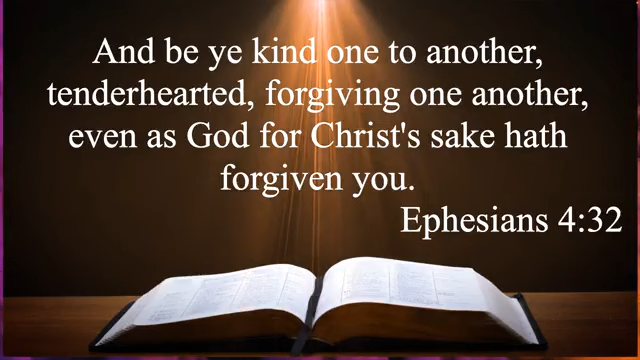 And be ye kind one to another,
tenderhearted, forgiving one another,
even as God for Christ's sake hath
forgiven you.
Ephesians 4:32